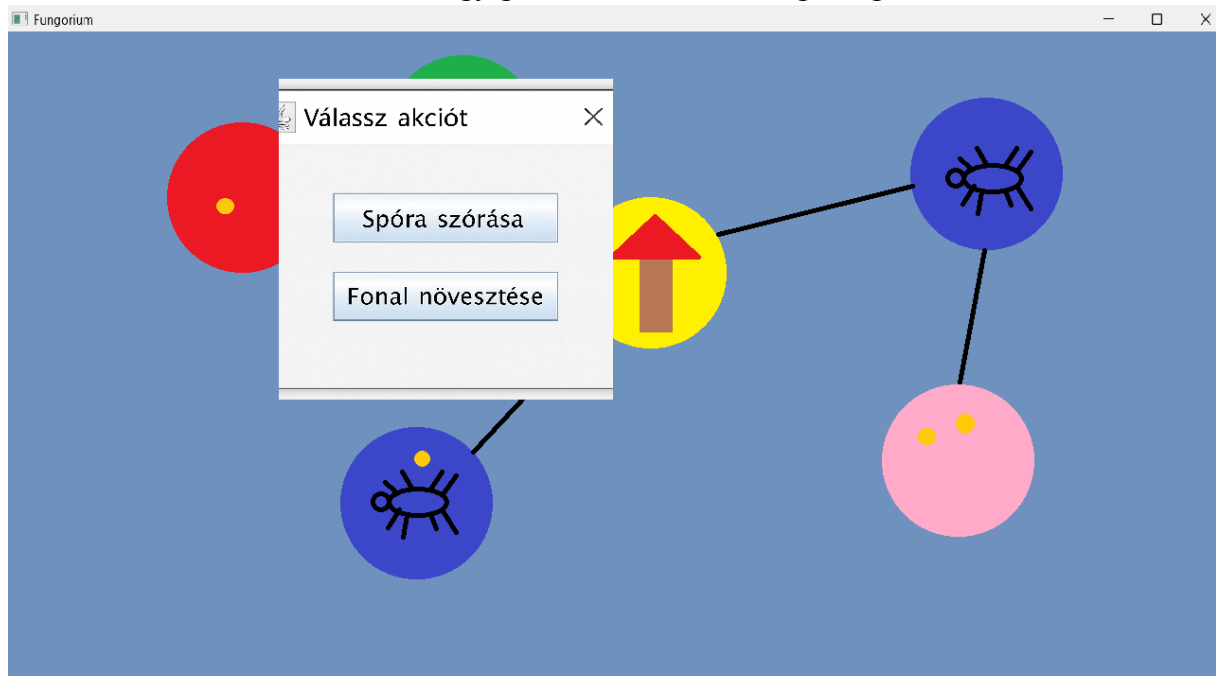 Fungorium
Válassz akciót
Spóra szórása
Fonal növesztése